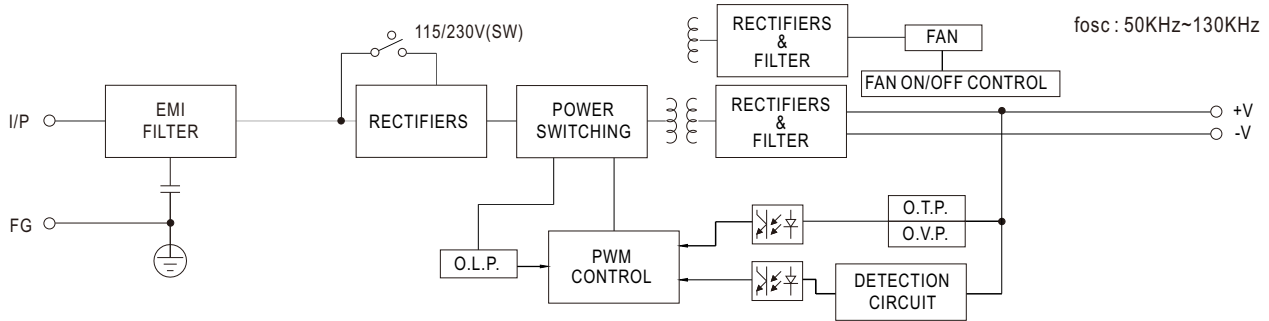 115/230V(SW)
RECTIFIERS
&
FILTER
FAN
fosc : 50KHz~130KHz
FAN ON/OFF CONTROL
I/P
EMI
FILTER
RECTIFIERS
POWER
SWITCHING
RECTIFIERS
&
FILTER
+V
-V
FG
O.L.P.
PWM
CONTROL
O.T.P.
O.V.P.
DETECTION
CIRCUIT